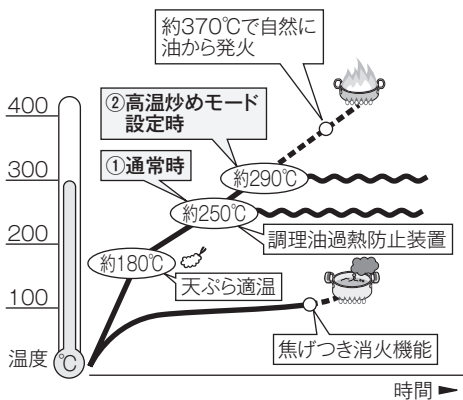 約370℃で自然に
油から発火
400
②高温炒めモード
設定時
①通常時
300
約290℃
約250℃
200
調理油過熱防止装置
約180℃
天ぷら適温
100
焦げつき消火機能
温度
℃
時間